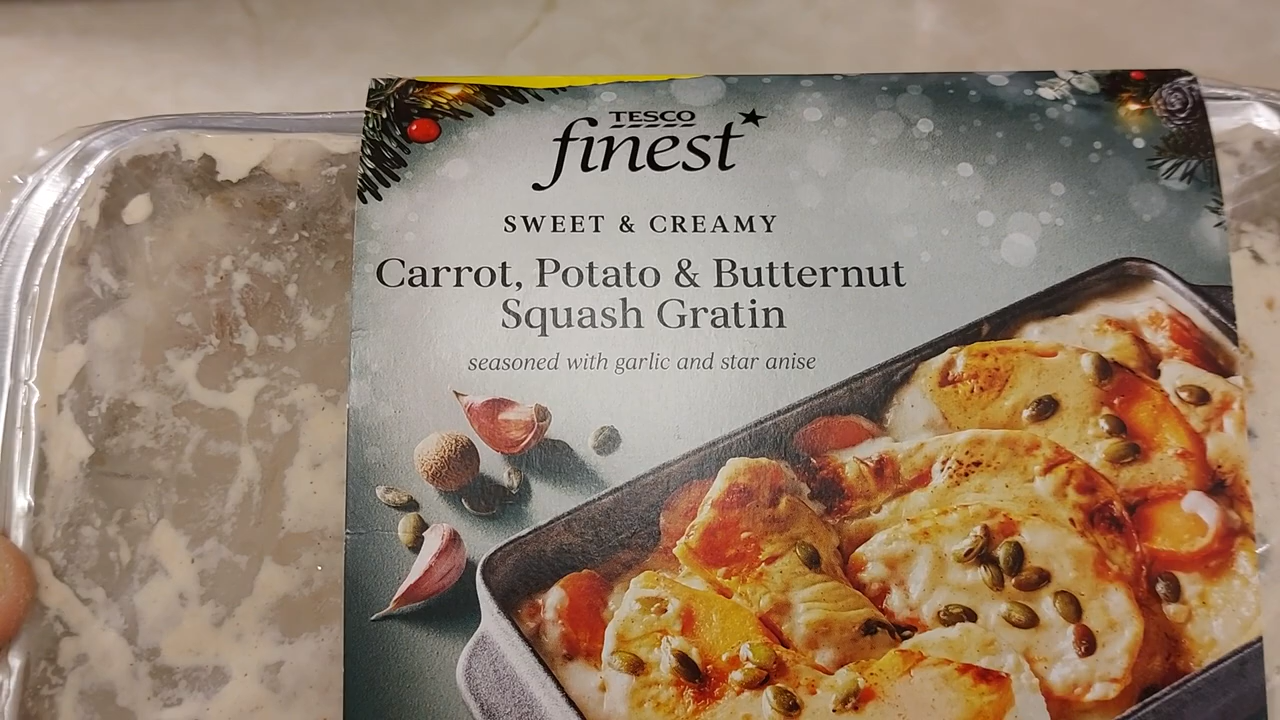 TESCO
finest
SWEET & CREAMY
Carrot, Potato & Butternut
Squash Gratin
seasoned with garlic and star anise